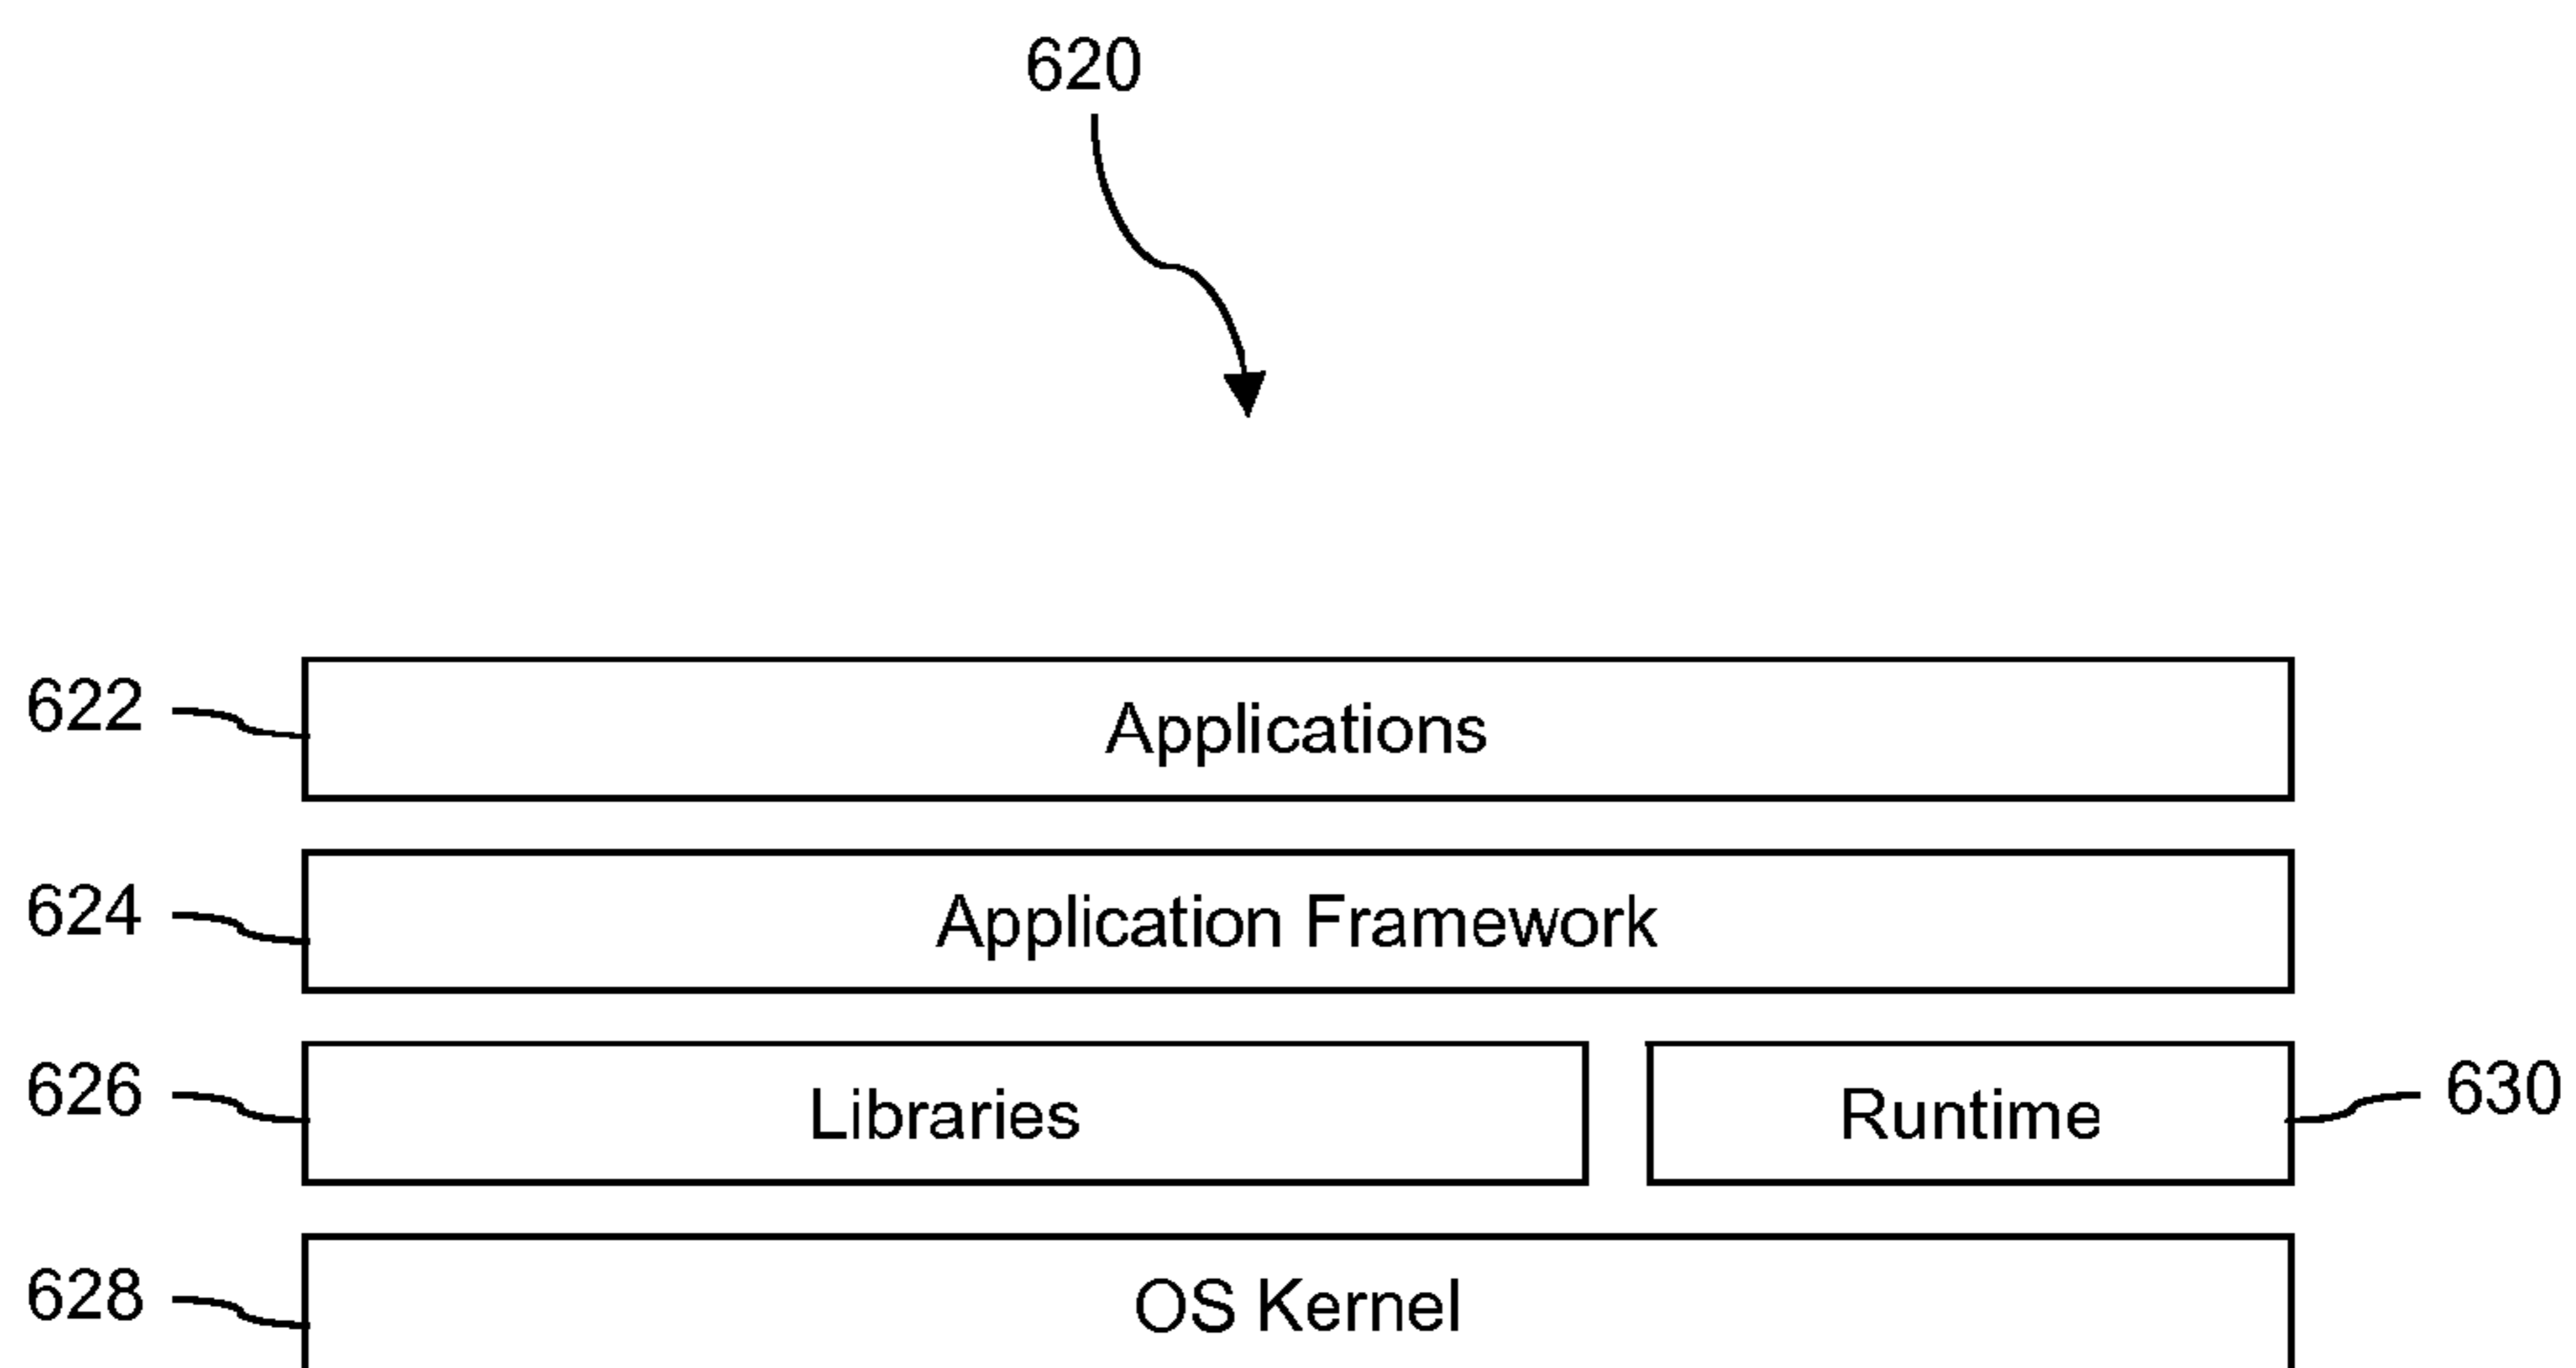 620
622
Applications
624
Application Framework
626
Libraries
Runtime
630
628
OS Kernel